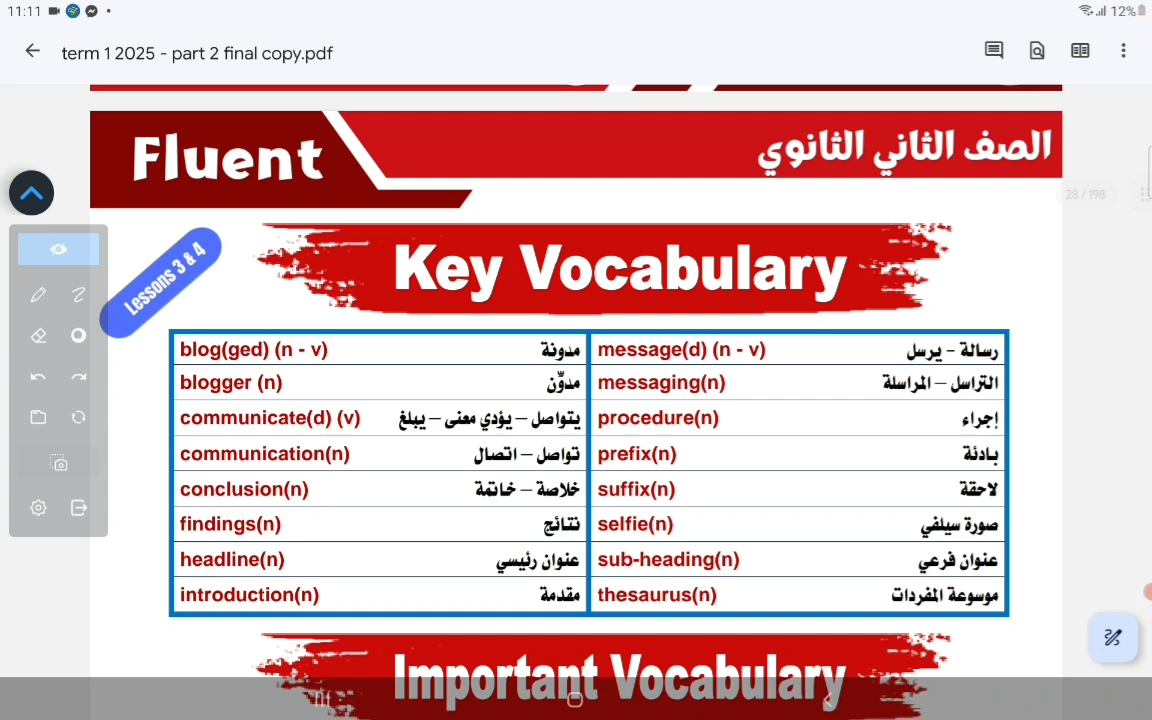 11:11 12%
term 1 2025 - part 2 final copy.pdf
Fluent الصف الثاني الثانوي
28 / 198
Lessons 3 & 4
Key Vocabulary
blog(ged) (n - v) مدونة message(d) (n - v) رسالة - يرسل
blogger (n) مدوِّن messaging(n) التراسل – المراسلة
communicate(d) (v) يتواصل – يؤدي معنى – يبلغ procedure(n) إجراء
communication(n) تواصل – اتصال prefix(n) بادئة
conclusion(n) خلاصة – خاتمة suffix(n) لاحقة
findings(n) نتائج selfie(n) صورة سيلفي
headline(n) عنوان رئيسي sub-heading(n) عنوان فرعي
introduction(n) مقدمة thesaurus(n) موسوعة المفردات
Important Vocabulary